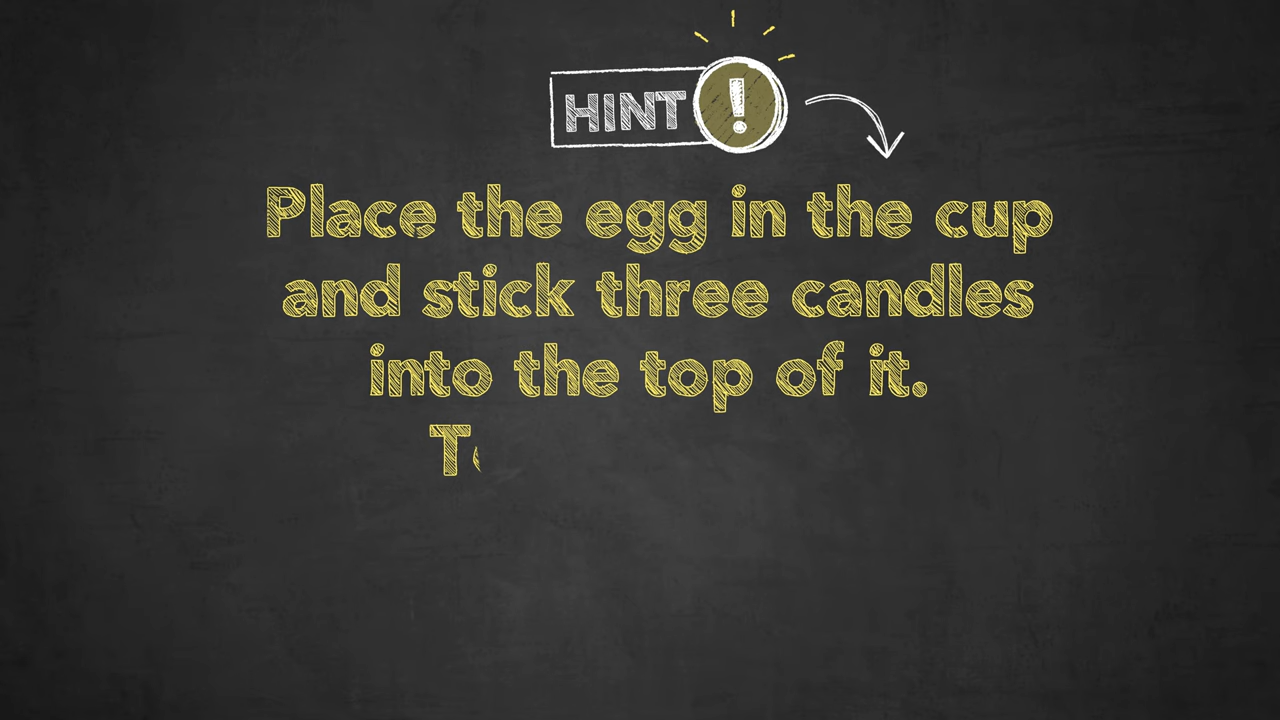 HINT!
Place the egg in the cup
and stick three candles
into the top of it.